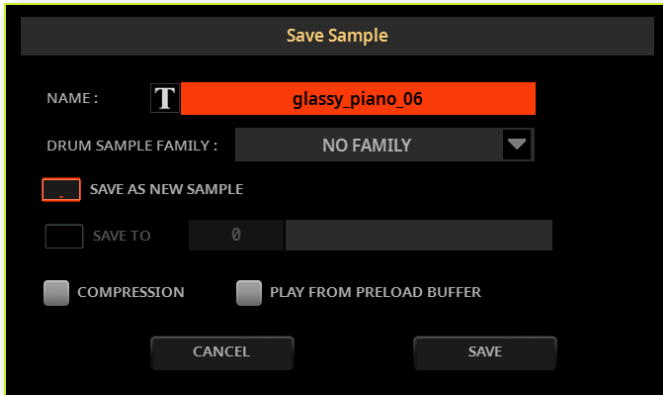 Save Sample
NAME : T glassy_piano_06
DRUM SAMPLE FAMILY : NO FAMILY
SAVE AS NEW SAMPLE
SAVE TO 0
COMPRESSION PLAY FROM PRELOAD BUFFER
CANCEL SAVE